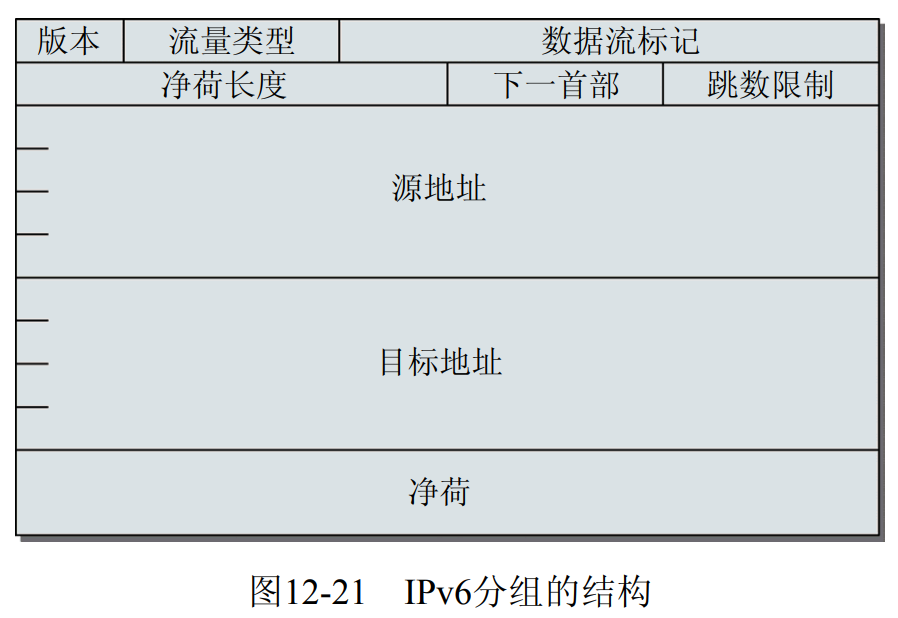 版本 流量类型 数据流标记
净荷长度 下一首部 跳数限制
源地址
目标地址
净荷
图12-21 IPv6分组的结构